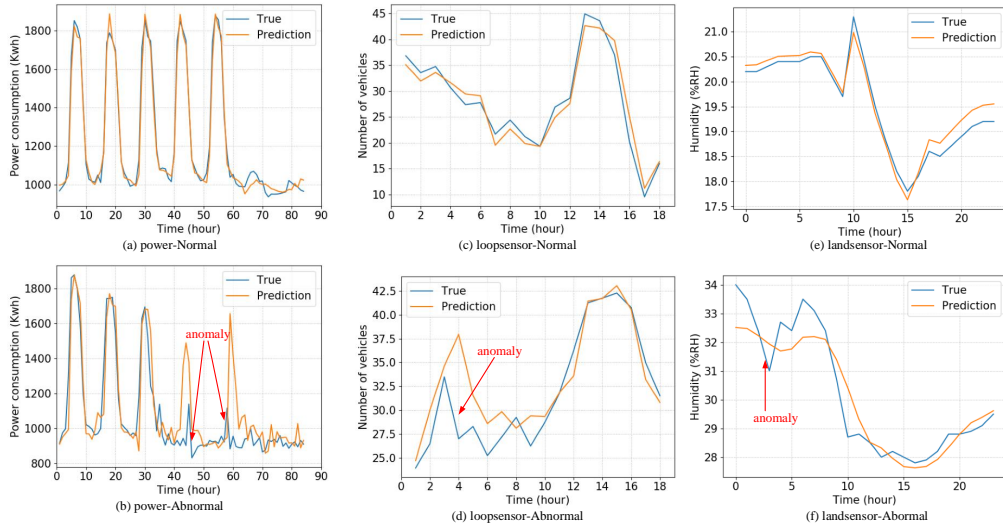 1800
1600
1400
1200
1000
0 10 20 30 40 50 60 70 80 90
Power consumption (Kwh)
True
Prediction
Time (hour)
(a) power-Normal
45
40
35
30
25
20
15
10
2 4 6 8 10 12 14 16 18
Number of vehicles
True
Prediction
Time (hour)
(c) loopsensor-Normal
21.0
20.5
20.0
19.5
19.0
18.5
18.0
17.5
0 5 10 15 20
Humidity (%RH)
True
Prediction
Time (hour)
(e) landsensor-Normal
1800
1600
1400
1200
1000
800
0 10 20 30 40 50 60 70 80 90
Power consumption (Kwh)
True
Prediction
anomaly
Time (hour)
(b) power-Abnormal
42.5
40.0
37.5
35.0
32.5
30.0
27.5
25.0
0 2 4 6 8 10 12 14 16 18
Number of vehicles
True
Prediction
anomaly
Time (hour)
(d) loopsensor-Abnormal
34
33
32
31
30
29
28
0 5 10 15 20
Humidity (%RH)
True
Prediction
anomaly
Time (hour)
(f) landsensor-Abormal